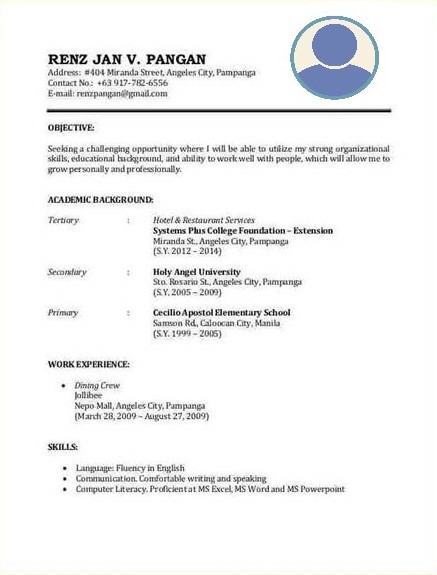 RENZ JAN V. PANGAN
Address: #404 Miranda Street, Angeles City, Pampanga
Contact No.: +63 917-782-6556
E-mail: renzpangan@gmail.com
OBJECTIVE:
Seeking a challenging opportunity where I will be able to utilize my strong organizational
skills, educational background, and ability to work well with people, which will allow me to
grow personally and professionally.
ACADEMIC BACKGROUND:
Tertiary : Hotel & Restaurant Services
Systems Plus College Foundation – Extension
Miranda St., Angeles City, Pampanga
(S.Y. 2012 – 2014)
Secondary : Holy Angel University
Sto. Rosario St., Angeles City, Pampanga
(S.Y. 2005 – 2009)
Primary : Cecilio Apostol Elementary School
Samson Rd., Caloocan City, Manila
(S.Y. 1999 – 2005)
WORK EXPERIENCE:
• Dining Crew
Jollibee
Nepo Mall, Angeles City, Pampanga
(March 28, 2009 – August 27, 2009)
SKILLS:
• Language: Fluency in English
• Communication. Comfortable writing and speaking
• Computer Literacy. Proficient at MS Excel, MS Word and MS Powerpoint